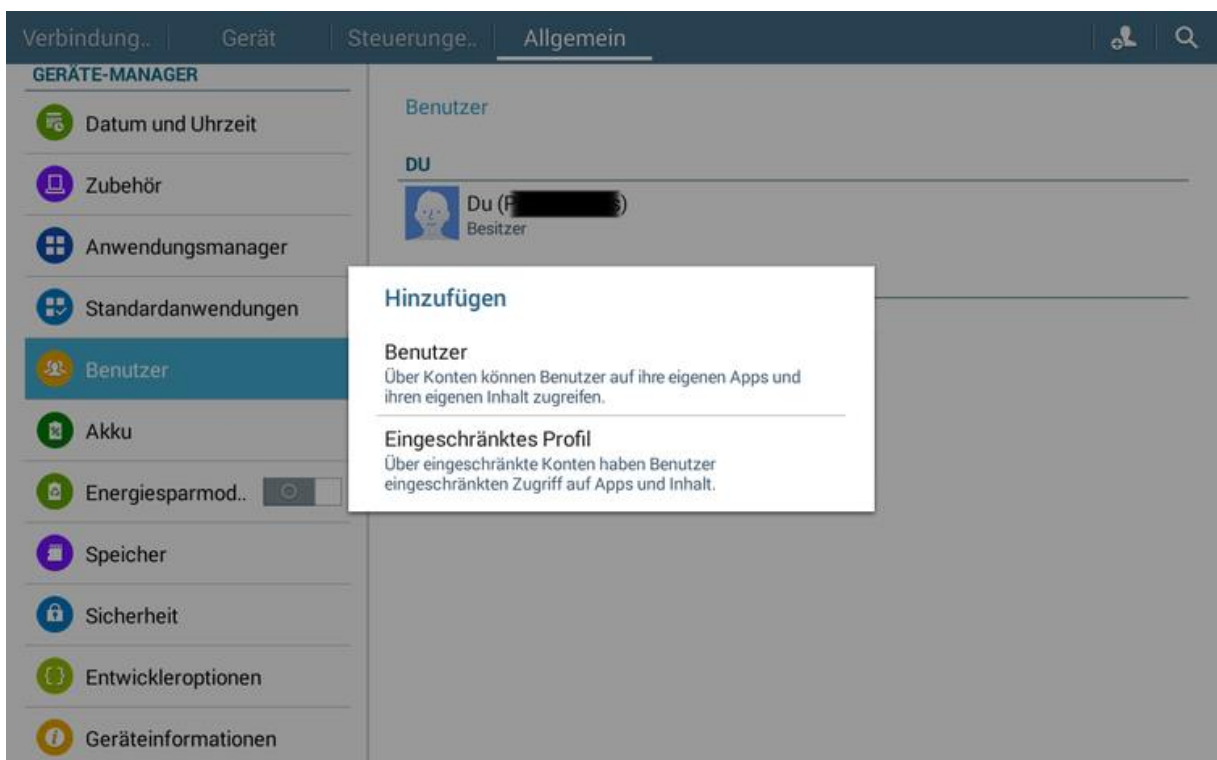 Verbindung.. Gerät Steuerunge.. Allgemein
GERÄTE-MANAGER
Datum und Uhrzeit
Zubehör
Anwendungsmanager
Standardanwendungen
Benutzer
Akku
Energiesparmod..
Speicher
Sicherheit
Entwickleroptionen
Geräteinformationen
Benutzer
DU
Du (
Besitzer
Hinzufügen
Benutzer
Über Konten können Benutzer auf ihre eigenen Apps und
ihren eigenen Inhalt zugreifen.
Eingeschränktes Profil
Über eingeschränkte Konten haben Benutzer
eingeschränkten Zugriff auf Apps und Inhalt.